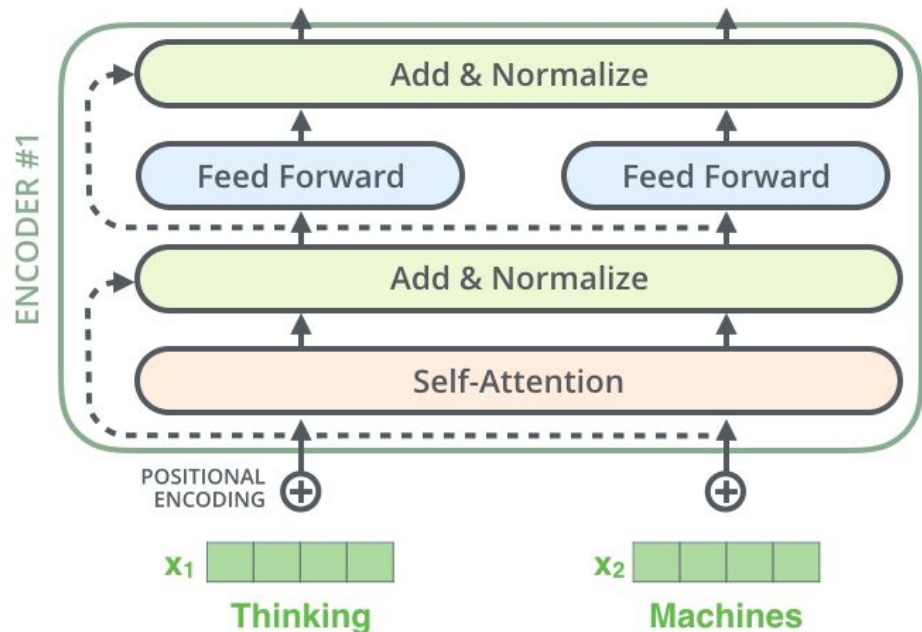 ENCODER #1
Add & Normalize
Feed Forward
Feed Forward
Add & Normalize
Self-Attention
POSITIONAL
ENCODING
x₁
x₂
Thinking
Machines